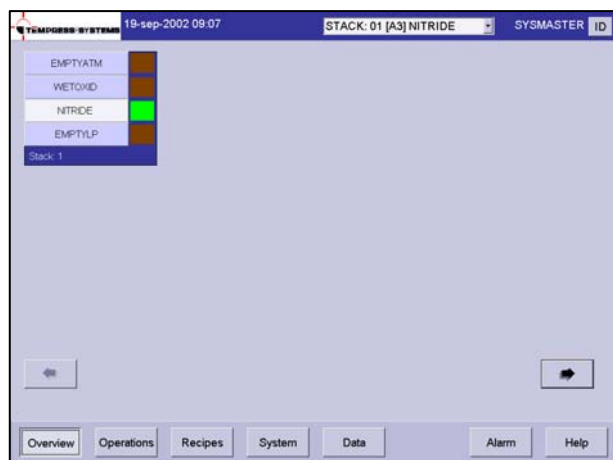 TEMPRESS SYSTEMS 19-sep-2002 09:07 STACK: 01 [A3] NITRIDE SYSMASTER ID
EMPTYATM
WETOXID
NITRIDE
EMPTYLP
Stack: 1
Overview Operations Recipes System Data Alarm Help